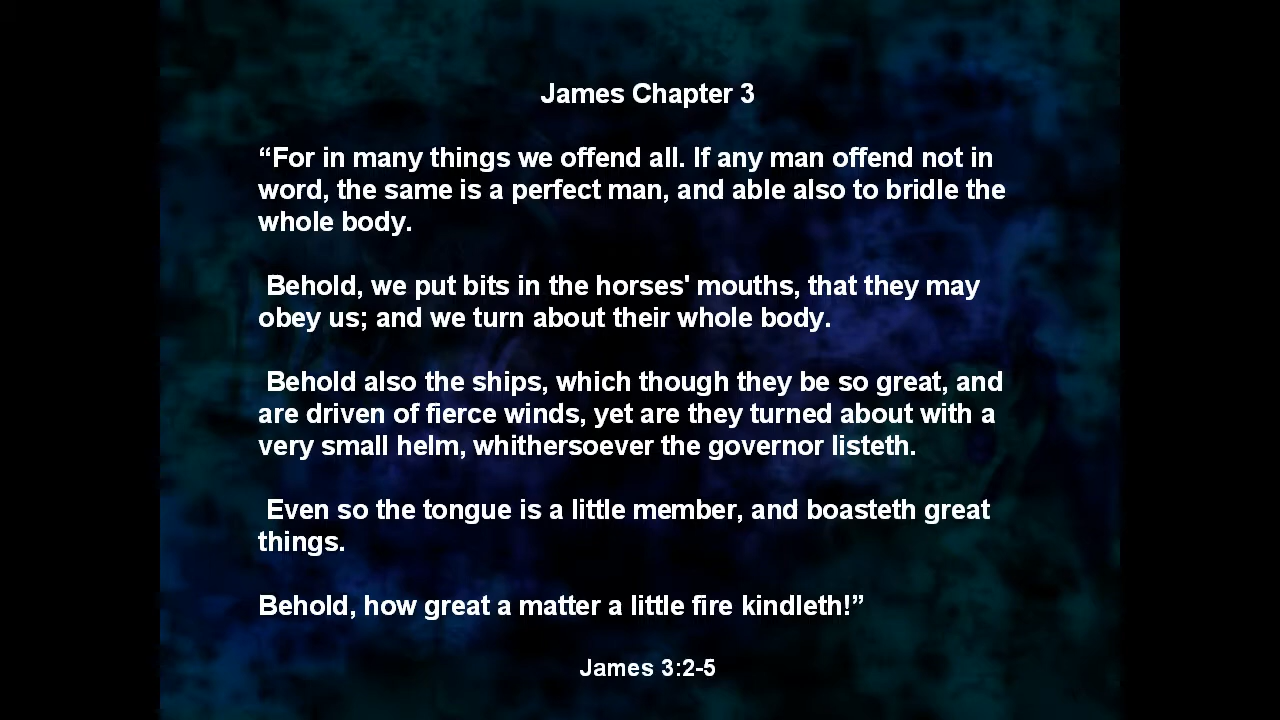 James Chapter 3
“For in many things we offend all. If any man offend not in
word, the same is a perfect man, and able also to bridle the
whole body.
Behold, we put bits in the horses' mouths, that they may
obey us; and we turn about their whole body.
Behold also the ships, which though they be so great, and
are driven of fierce winds, yet are they turned about with a
very small helm, whithersoever the governor listeth.
Even so the tongue is a little member, and boasteth great
things.
Behold, how great a matter a little fire kindleth!”
James 3:2-5